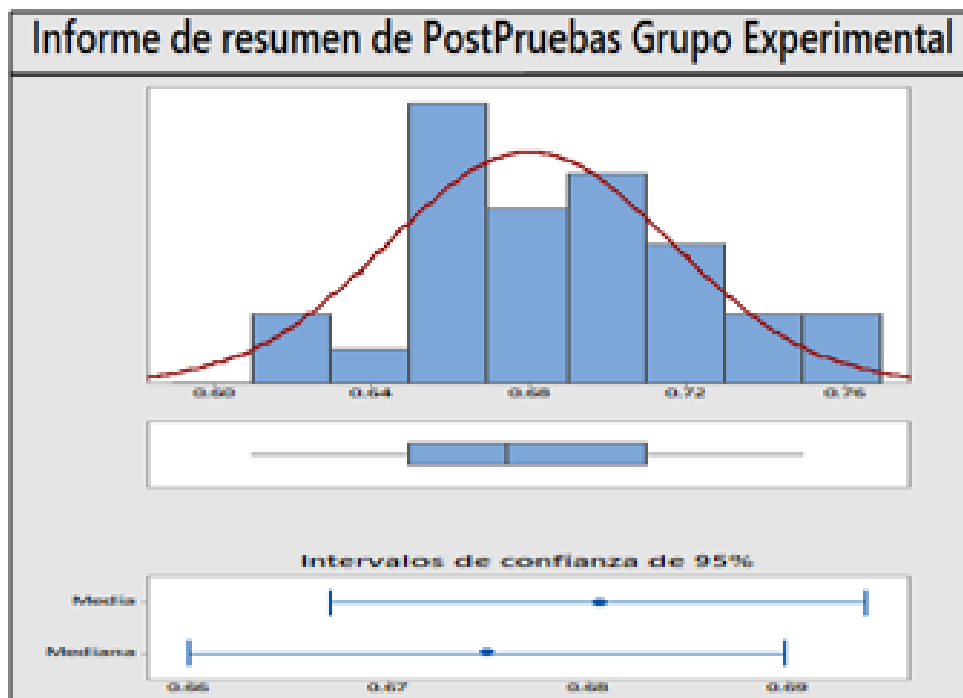 Informe de resumen de PostPruebas Grupo Experimental
0.60 0.64 0.68 0.72 0.76
Intervalos de confianza de 95%
Media
Mediana
0.66 0.67 0.68 0.69